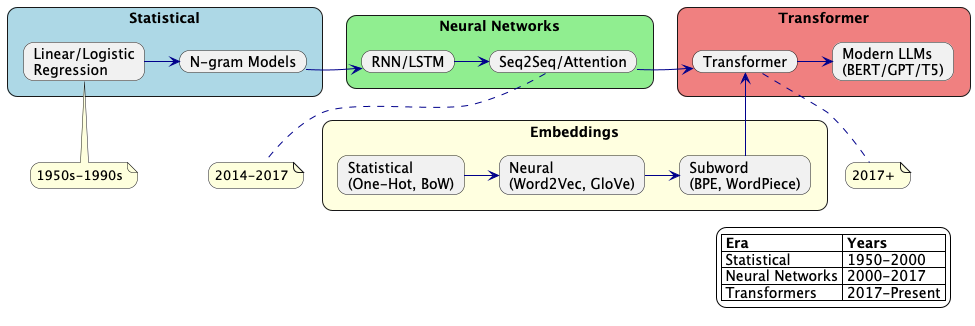 Statistical
Linear/Logistic
Regression
N-gram Models
Neural Networks
RNN/LSTM
Seq2Seq/Attention
Transformer
Transformer
Modern LLMs
(BERT/GPT/T5)
1950s-1990s
2014-2017
Embeddings
Statistical
(One-Hot, BoW)
Neural
(Word2Vec, GloVe)
Subword
(BPE, WordPiece)
2017+
Era Years
Statistical 1950-2000
Neural Networks 2000-2017
Transformers 2017-Present